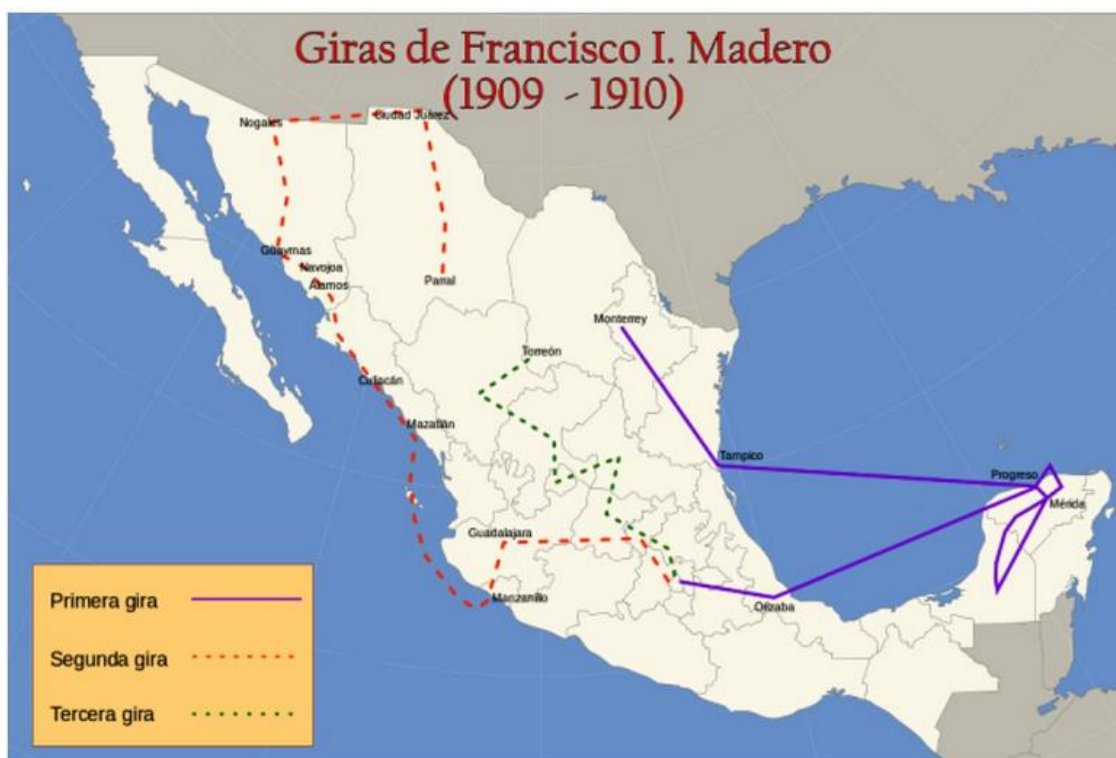 Giras de Francisco I. Madero
(1909 - 1910)
Nogales
Ciudad Juárez
Guaymas
Navojoa
Álamos
Parral
Monterrey
Torreón
Culiacán
Mazatlán
Tampico
Progreso
Mérida
Guadalajara
Manzanillo
Orizaba
Primera gira
Segunda gira
Tercera gira